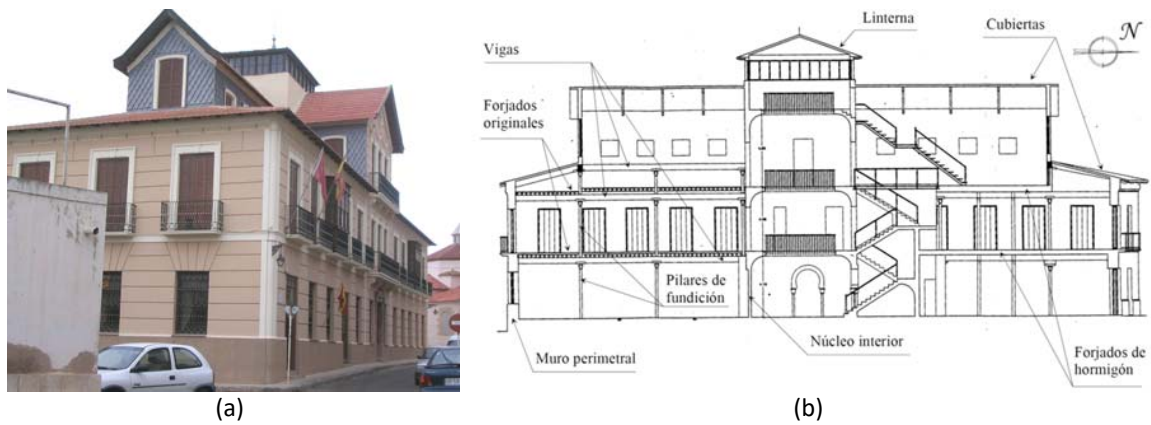 Linterna
Cubiertas
N
Vigas
Forjados
originales
Pilares de
fundición
Núcleo interior
Muro perimetral
Forjados de
hormigón
(a)
(b)